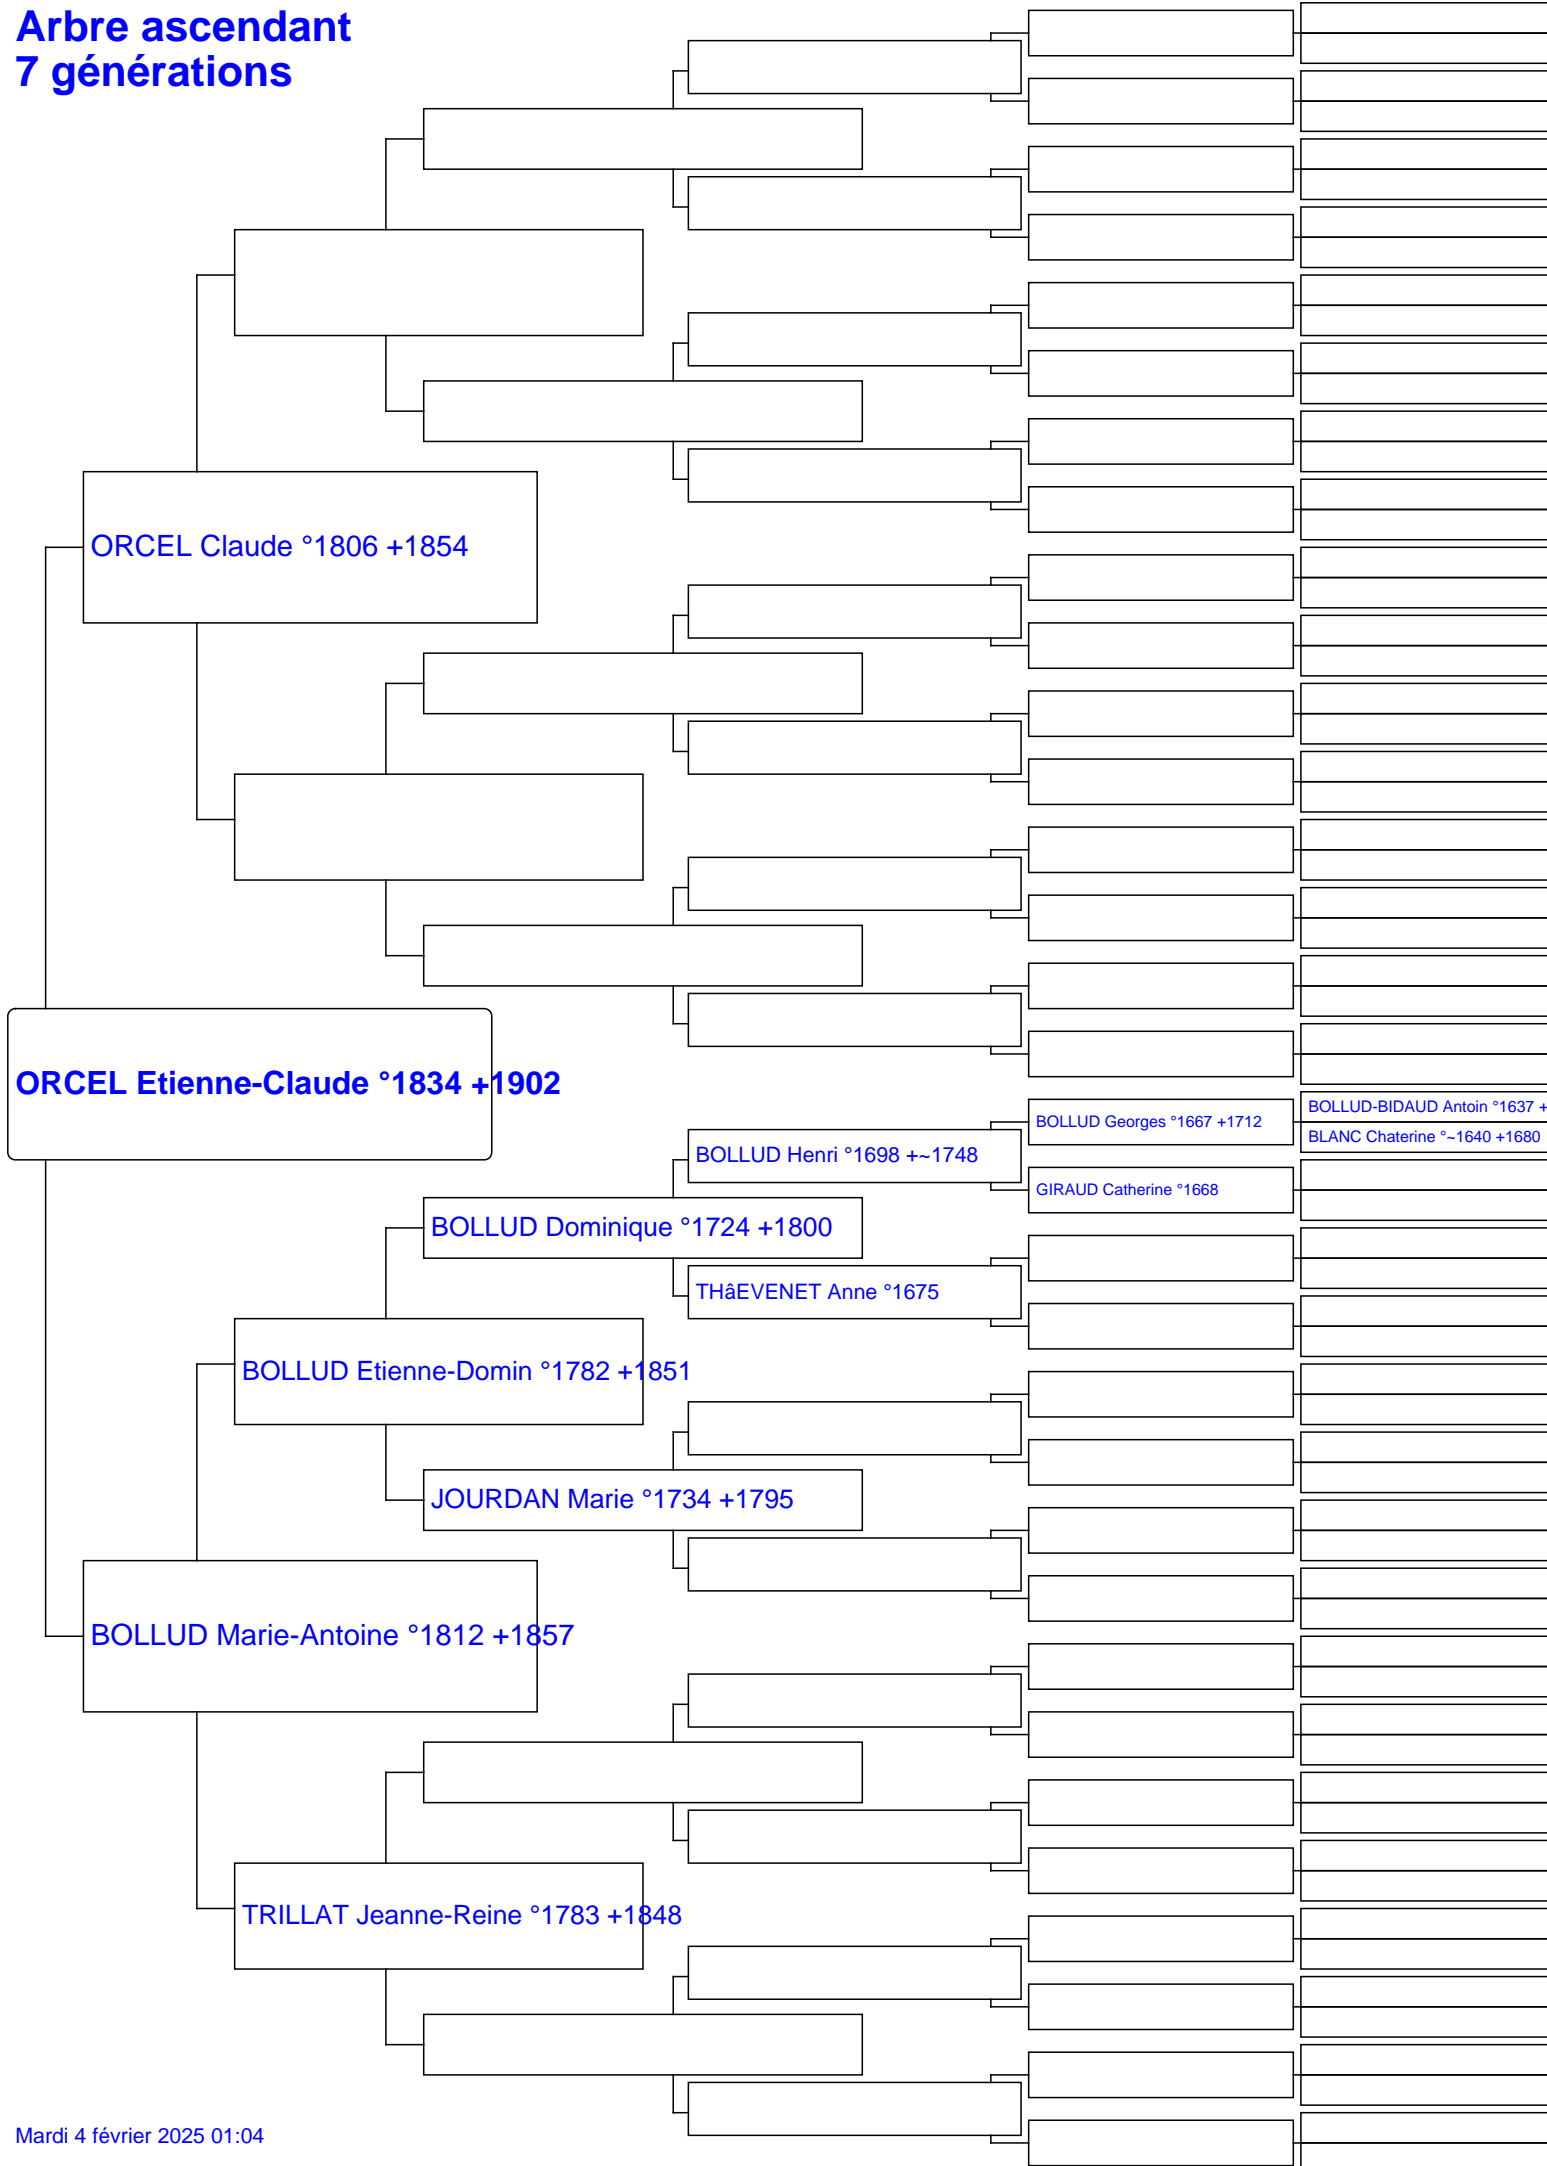 Arbre ascendant
7 générations
ORCEL Claude °1806 +1854
ORCEL Etienne-Claude °1834 +1902
BOLLUD Georges °1667 +1712
BOLLUD-BIDAUD Antoin °1637 +
BLANC Chaterine °~1640 +1680
BOLLUD Henri °1698 +~1748
GIRAUD Catherine °1668
BOLLUD Dominique °1724 +1800
THâEVENET Anne °1675
BOLLUD Etienne-Domin °1782 +1851
JOURDAN Marie °1734 +1795
BOLLUD Marie-Antoine °1812 +1857
TRILLAT Jeanne-Reine °1783 +1848
Mardi 4 février 2025 01:04